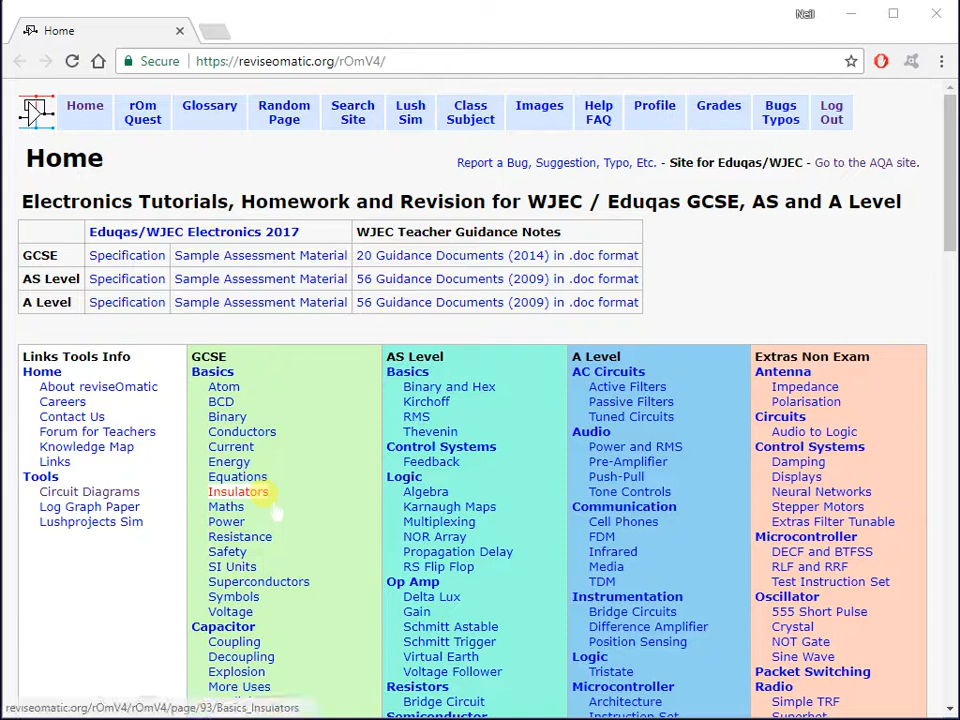 Neil
Home
Secure
https://reviseomatic.org/rOmV4/
Home
rOm Quest
Glossary
Random Page
Search Site
Lush Sim
Class Subject
Images
Help FAQ
Profile
Grades
Bugs Typos
Log Out
Home
Report a Bug, Suggestion, Typo, Etc. - Site for Eduqas/WJEC - Go to the AQA site.
Electronics Tutorials, Homework and Revision for WJEC / Eduqas GCSE, AS and A Level
Eduqas/WJEC Electronics 2017 WJEC Teacher Guidance Notes
GCSE Specification Sample Assessment Material 20 Guidance Documents (2014) in .doc format
AS Level Specification Sample Assessment Material 56 Guidance Documents (2009) in .doc format
A Level Specification Sample Assessment Material 56 Guidance Documents (2009) in .doc format
Links Tools Info
Home
About reviseOmatic
Careers
Contact Us
Forum for Teachers
Knowledge Map
Links
Tools
Circuit Diagrams
Log Graph Paper
Lushprojects Sim
GCSE
Basics
Atom
BCD
Binary
Conductors
Current
Energy
Equations
Insulators
Maths
Power
Resistance
Safety
SI Units
Superconductors
Symbols
Voltage
Capacitor
Coupling
Decoupling
Explosion
More Uses
AS Level
Basics
Binary and Hex
Kirchoff
RMS
Thevenin
Control Systems
Feedback
Logic
Algebra
Karnaugh Maps
Multiplexing
NOR Array
Propagation Delay
RS Flip Flop
Op Amp
Delta Lux
Gain
Schmitt Astable
Schmitt Trigger
Virtual Earth
Voltage Follower
Resistors
Bridge Circuit
Semiconductor
A Level
AC Circuits
Active Filters
Passive Filters
Tuned Circuits
Audio
Power and RMS
Pre-Amplifier
Push-Pull
Tone Controls
Communication
Cell Phones
FDM
Infrared
Media
TDM
Instrumentation
Bridge Circuits
Difference Amplifier
Position Sensing
Logic
Tristate
Microcontroller
Architecture
Instruction Set
Extras Non Exam
Antenna
Impedance
Polarisation
Circuits
Audio to Logic
Control Systems
Damping
Displays
Neural Networks
Stepper Motors
Extras Filter Tunable
Microcontroller
DECF and BTFSS
RLF and RRF
Test Instruction Set
Oscillator
555 Short Pulse
Crystal
NOT Gate
Sine Wave
Packet Switching
Radio
Simple TRF
Superhet
reviseomatic.org/rOmV4/rOmV4/page/93/Basics_Insulators